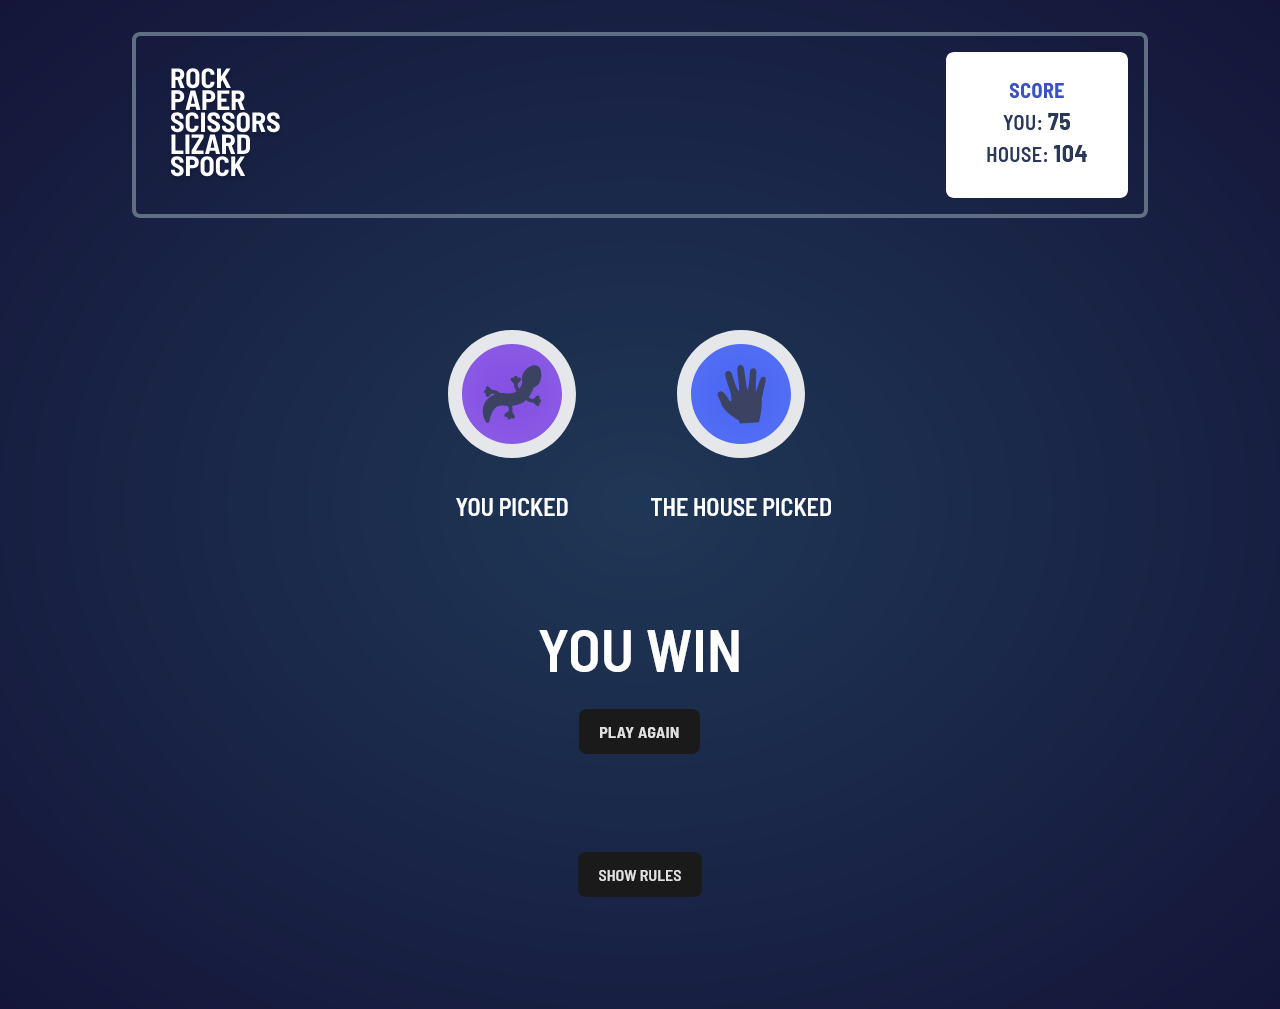 ROCK
PAPER
SCISSORS
LIZARD
SPOCK
SCORE
YOU: 75
HOUSE: 104
YOU PICKED
THE HOUSE PICKED
YOU WIN
PLAY AGAIN
SHOW RULES